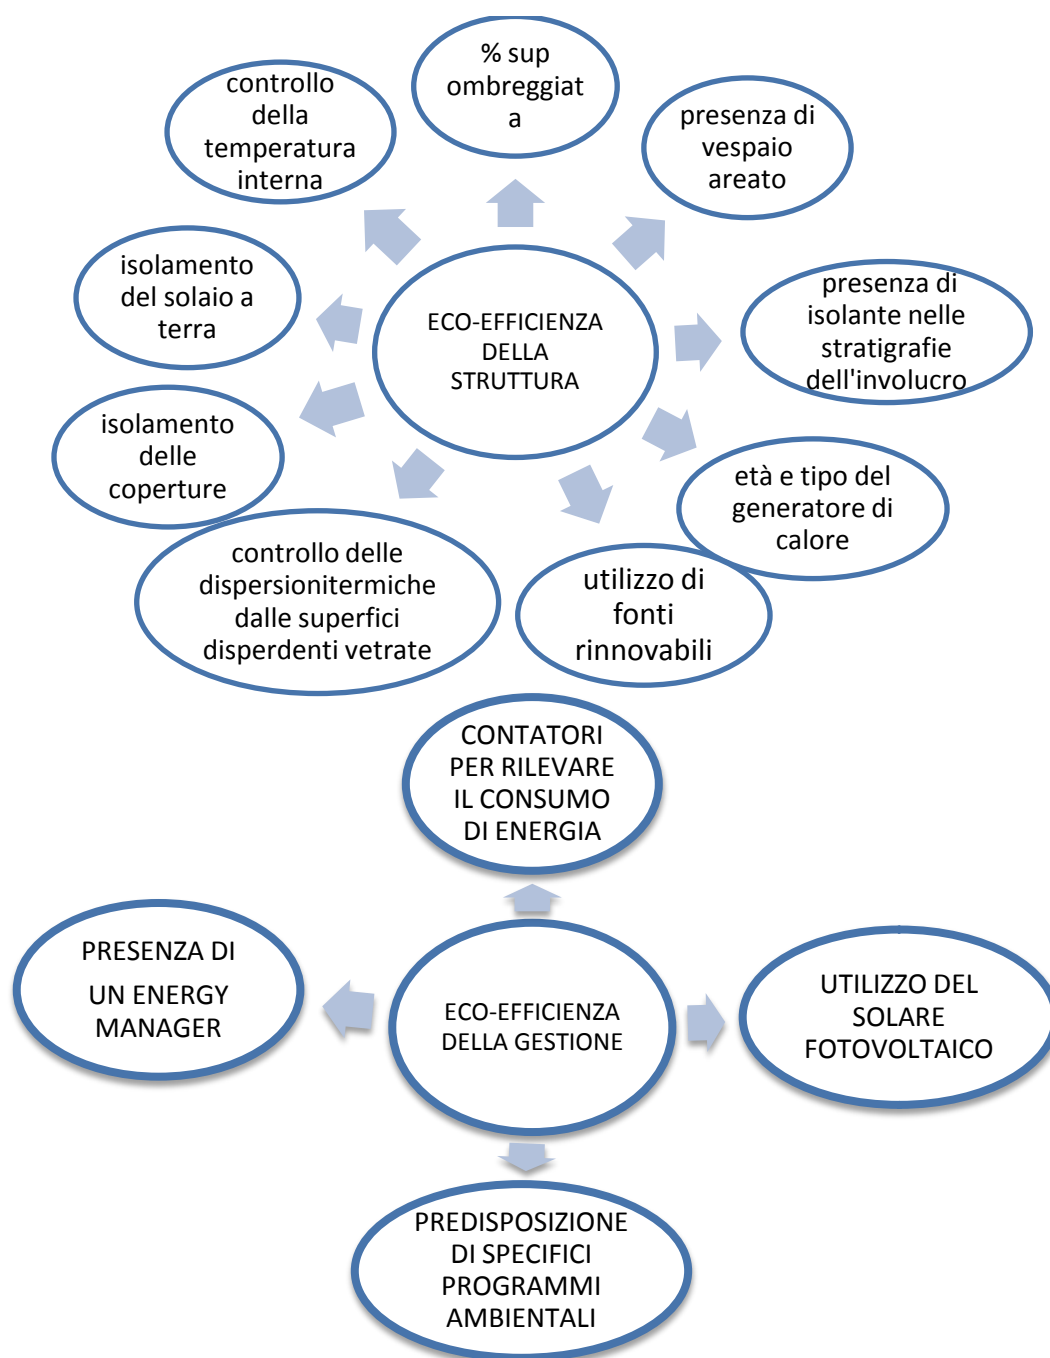 % sup
ombreggiat
a
controllo
della
temperatura
interna
presenza di
vespaio
areato
isolamento
del solaio a
terra
ECO-EFFICIENZA
DELLA
STRUTTURA
presenza di
isolante nelle
stratigrafie
dell'involucro
isolamento
delle
coperture
età e tipo del
generatore di
calore
controllo delle
dispersionitermiche
dalle superfici
disperdenti vetrate
utilizzo di
fonti
rinnovabili
CONTATORI
PER RILEVARE
IL CONSUMO
DI ENERGIA
PRESENZA DI
UN ENERGY
MANAGER
ECO-EFFICIENZA
DELLA GESTIONE
UTILIZZO DEL
SOLARE
FOTOVOLTAICO
PREDISPOSIZIONE
DI SPECIFICI
PROGRAMMI
AMBIENTALI